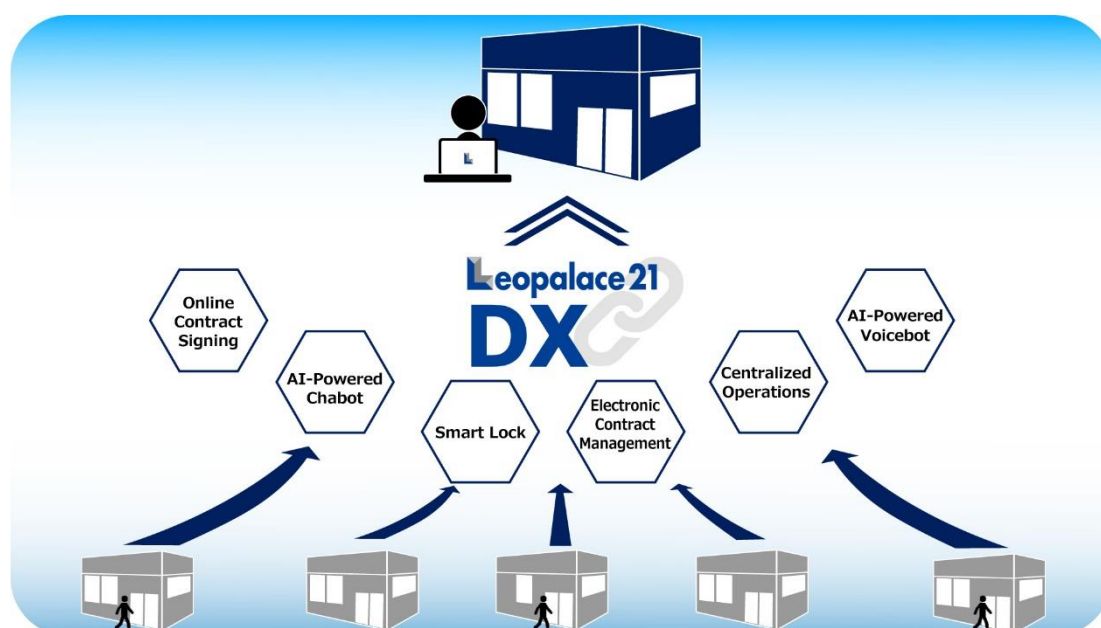 Leopalace21
DX
Online
Contract
Signing
AI-Powered
Chabot
Smart Lock
Electronic
Contract
Management
Centralized
Operations
AI-Powered
Voicebot